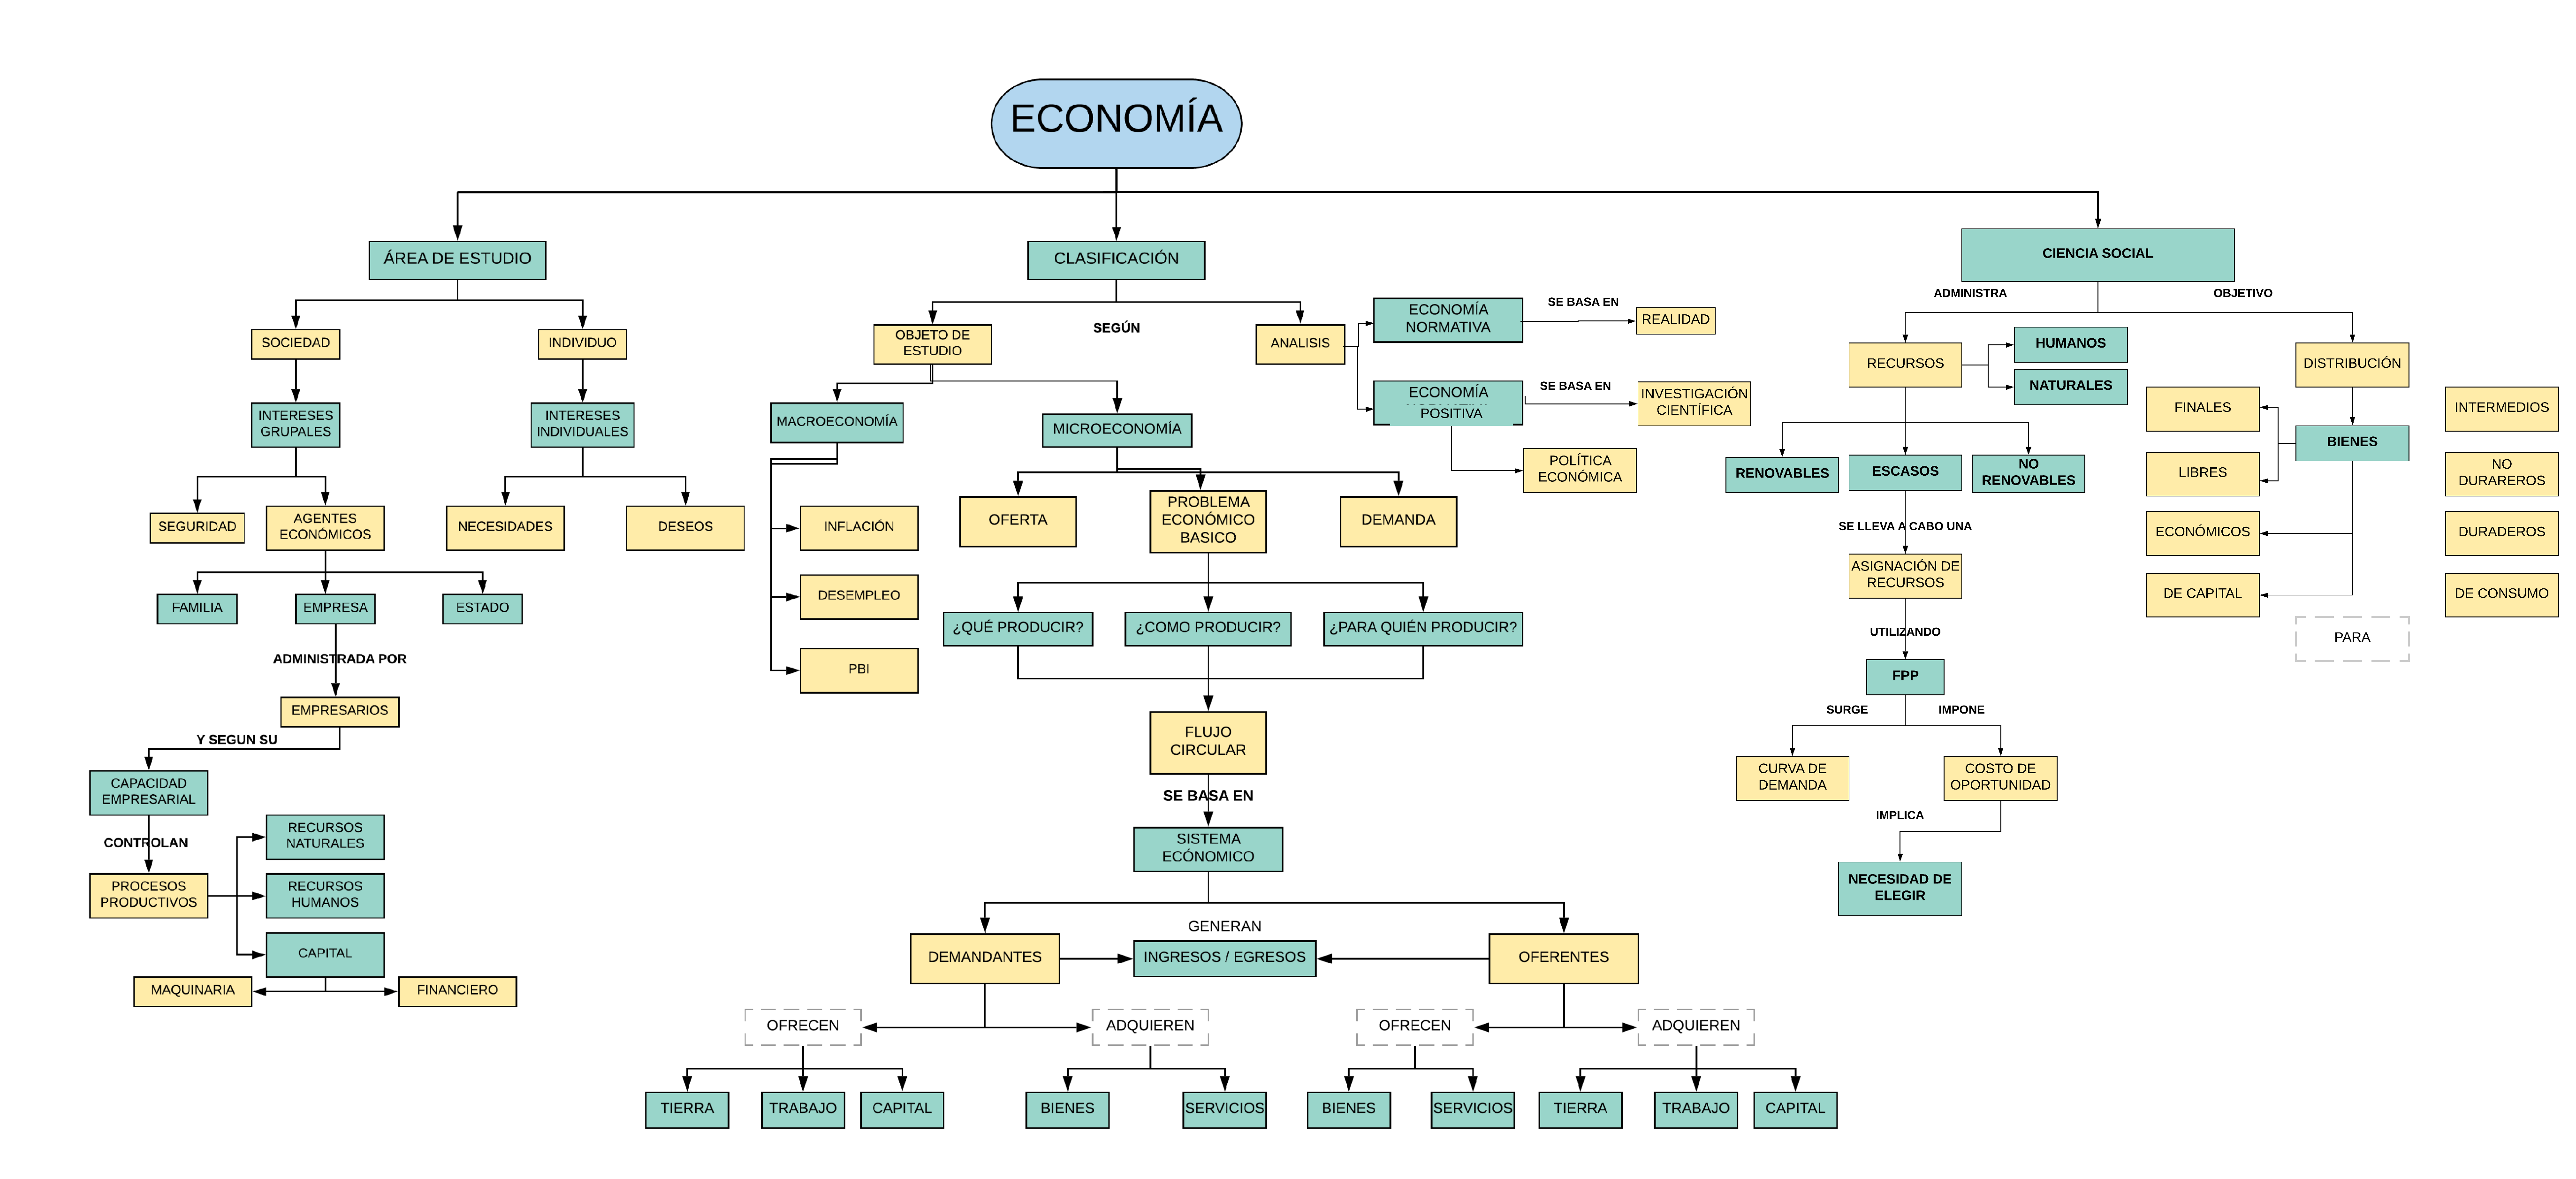 ECONOMÍA
ÁREA DE ESTUDIO
CLASIFICACIÓN
CIENCIA SOCIAL
SOCIEDAD
INDIVIDUO
INTERESES
GRUPALES
INTERESES
INDIVIDUALES
SEGURIDAD
AGENTES
ECONÓMICOS
NECESIDADES
DESEOS
FAMILIA
EMPRESA
ESTADO
ADMINISTRADA POR
EMPRESARIOS
Y SEGUN SU
CAPACIDAD
EMPRESARIAL
CONTROLAN
PROCESOS
PRODUCTIVOS
RECURSOS
NATURALES
RECURSOS
HUMANOS
CAPITAL
MAQUINARIA
FINANCIERO
OBJETO DE
ESTUDIO
SEGÚN
ANALISIS
ECONOMÍA
NORMATIVA
SE BASA EN
REALIDAD
ECONOMÍA
POSITIVA
SE BASA EN
INVESTIGACIÓN
CIENTÍFICA
POLÍTICA
ECONÓMICA
MACROECONOMÍA
MICROECONOMÍA
INFLACIÓN
DESEMPLEO
PBI
OFERTA
PROBLEMA
ECONÓMICO
BASICO
DEMANDA
¿QUÉ PRODUCIR?
¿COMO PRODUCIR?
¿PARA QUIÉN PRODUCIR?
FLUJO
CIRCULAR
SE BASA EN
SISTEMA
ECÓNOMICO
GENERAN
DEMANDANTES
INGRESOS / EGRESOS
OFERENTES
OFRECEN
ADQUIEREN
OFRECEN
ADQUIEREN
TIERRA
TRABAJO
CAPITAL
BIENES
SERVICIOS
BIENES
SERVICIOS
TIERRA
TRABAJO
CAPITAL
ADMINISTRA
OBJETIVO
RECURSOS
HUMANOS
NATURALES
DISTRIBUCIÓN
RENOVABLES
ESCASOS
NO
RENOVABLES
SE LLEVA A CABO UNA
ASIGNACIÓN DE
RECURSOS
UTILIZANDO
FPP
SURGE
IMPONE
CURVA DE
DEMANDA
COSTO DE
OPORTUNIDAD
IMPLICA
NECESIDAD DE
ELEGIR
FINALES
BIENES
INTERMEDIOS
LIBRES
NO
DURAREROS
ECONÓMICOS
DURADEROS
DE CAPITAL
DE CONSUMO
PARA